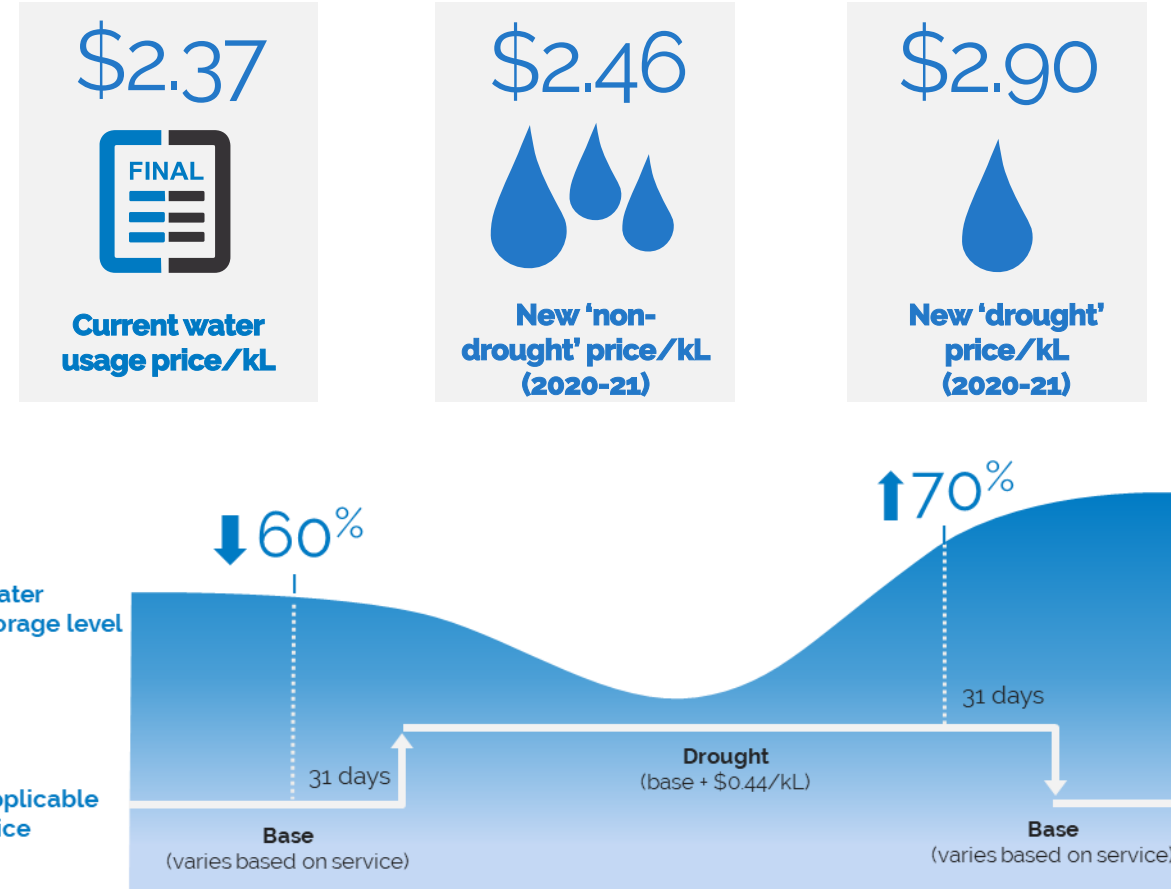 $2.37
FINAL
Current water
usage price/kL
$2.46
New ‘non-
drought’ price/kL
(2020-21)
$2.90
New ‘drought’
price/kL
(2020-21)
60%
70%
level
31 days
31 days
Drought
(base + $0.44/kL)
Base
(varies based on service)
Base
(varies based on service)